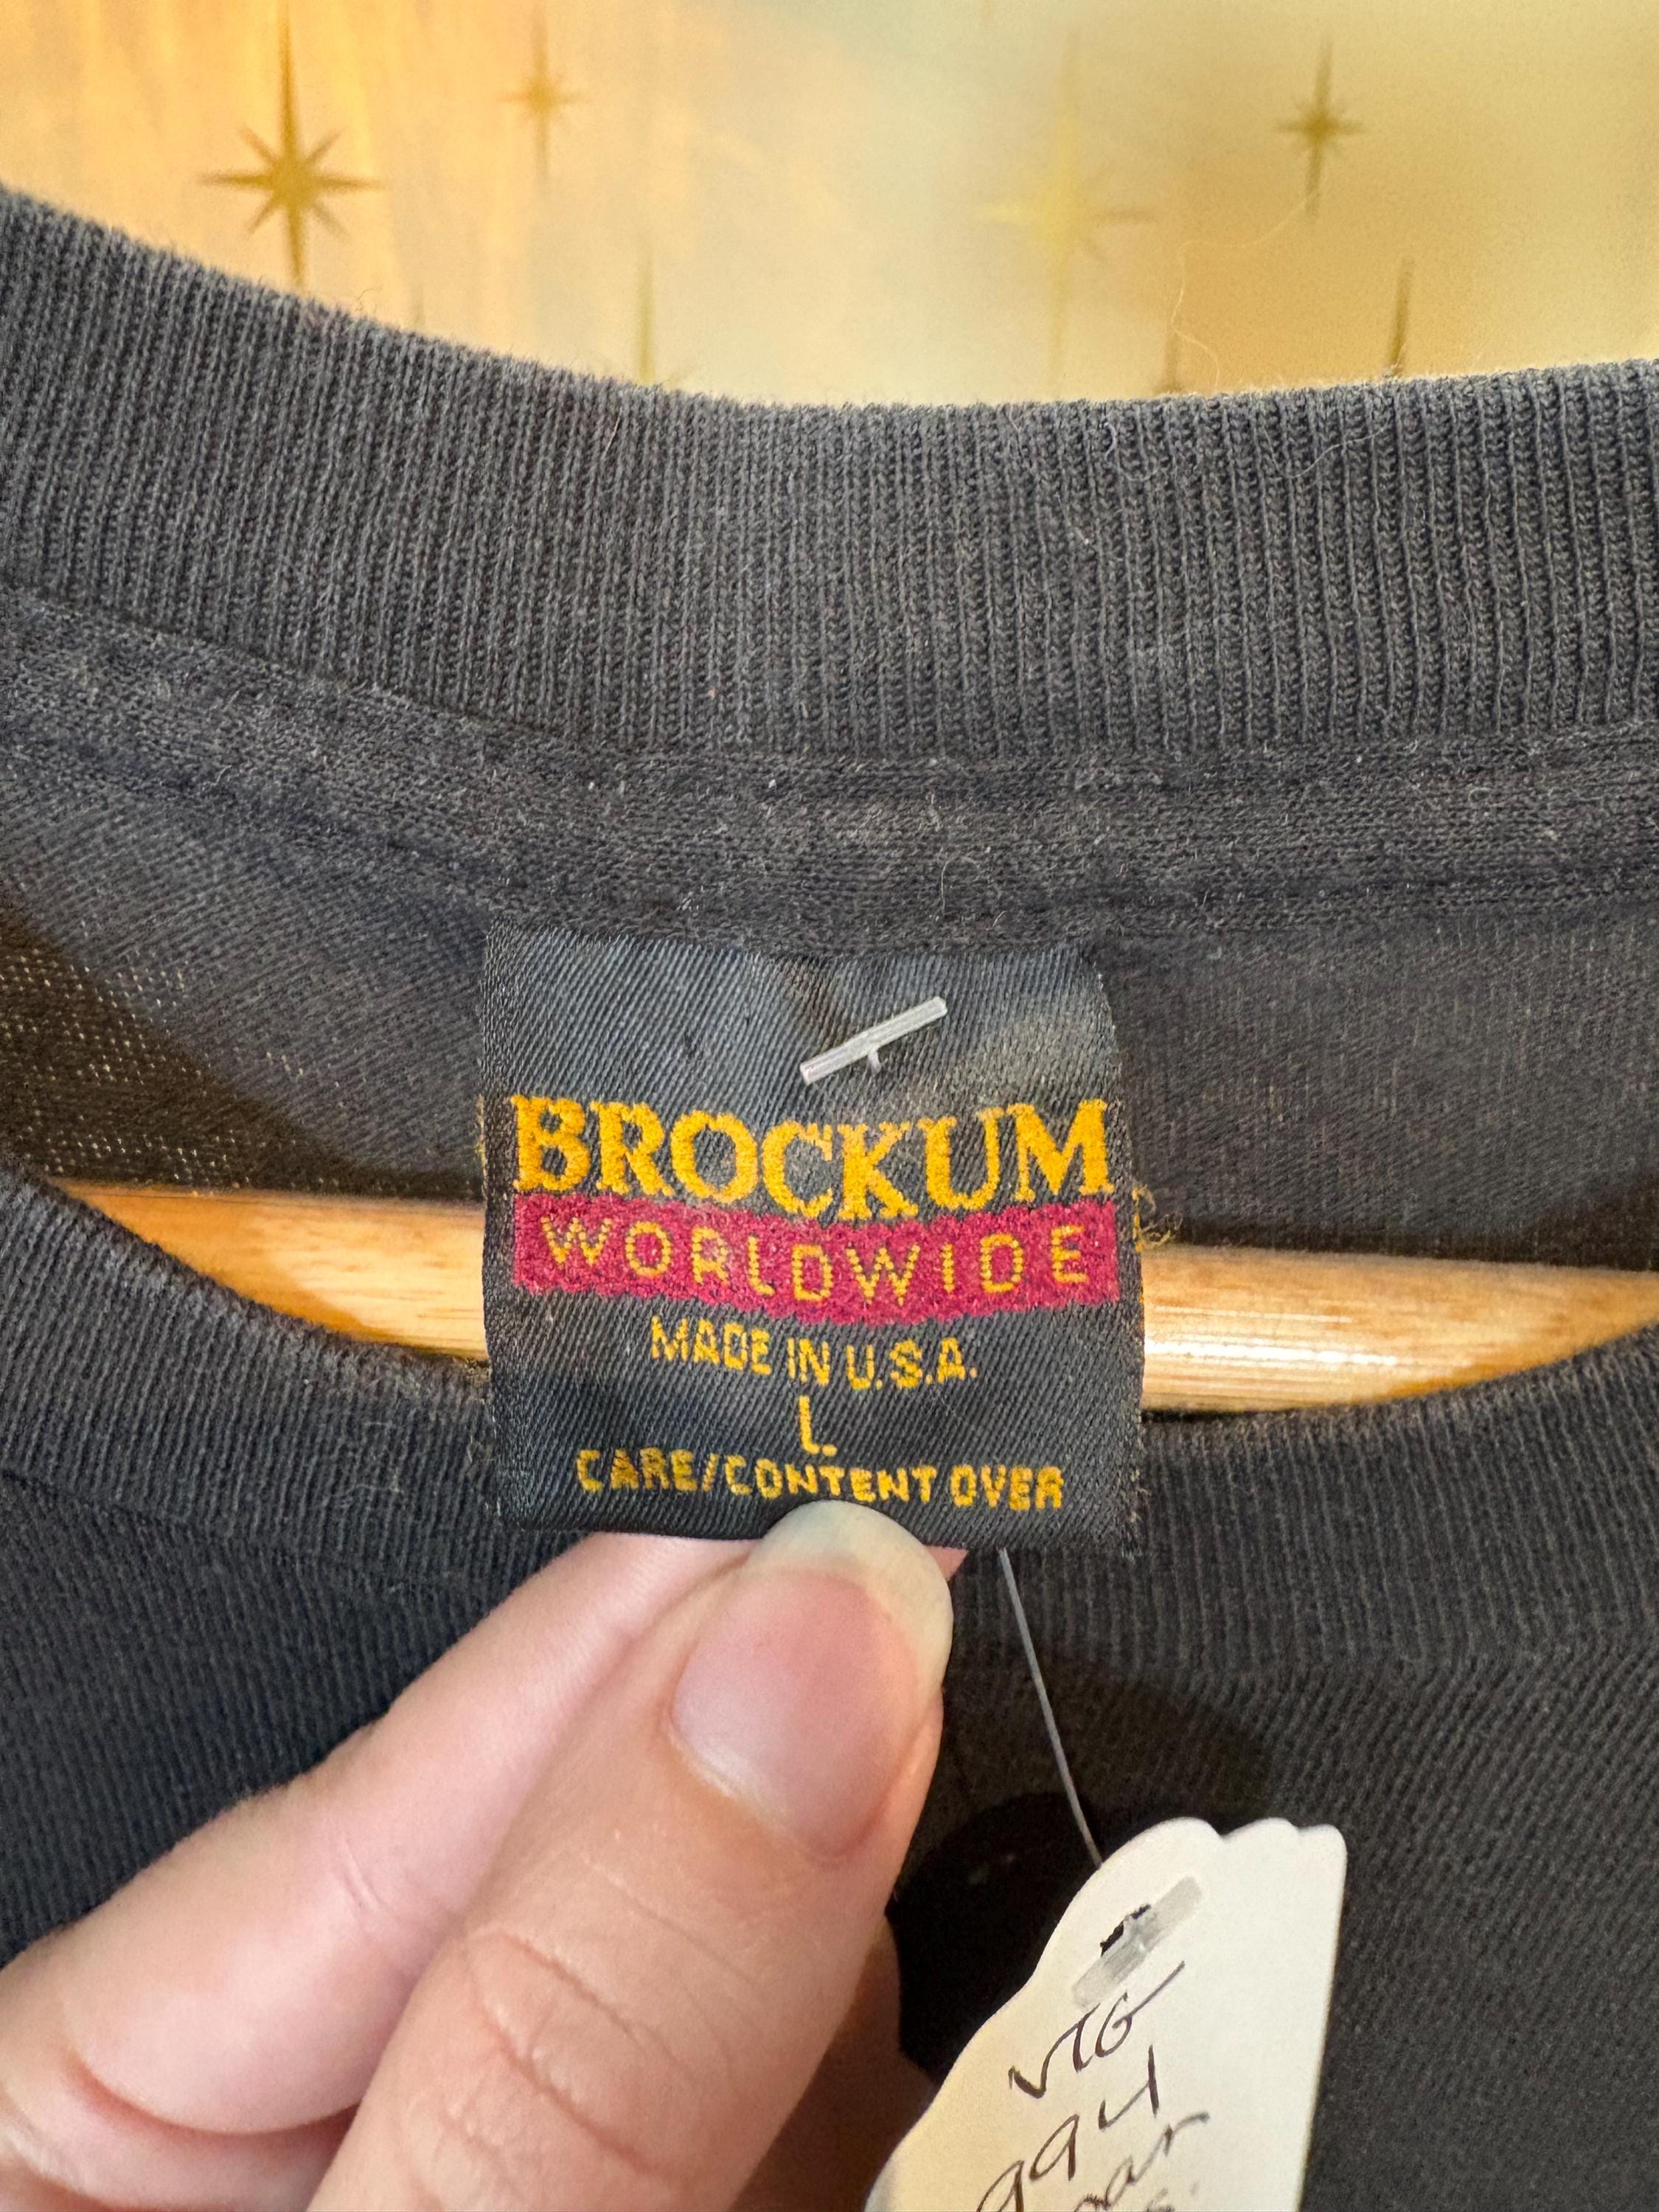 BROCKUM
WORLDWIDE
MADE IN U.S.A.
L
CARE/CONTENT OVER
VTG